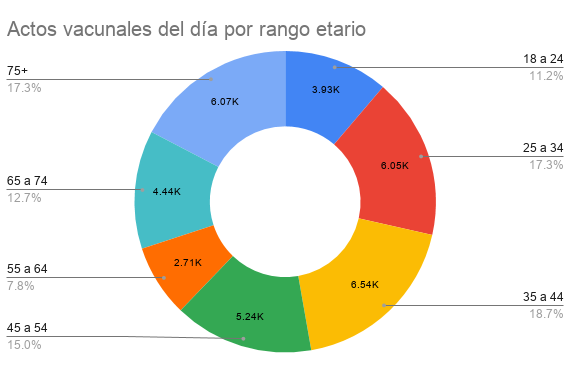 Actos vacunales del día por rango etario
18 a 24
11.2%
3.93K
25 a 34
17.3%
6.05K
35 a 44
18.7%
6.54K
45 a 54
15.0%
5.24K
55 a 64
7.8%
2.71K
65 a 74
12.7%
4.44K
75+
17.3%
6.07K